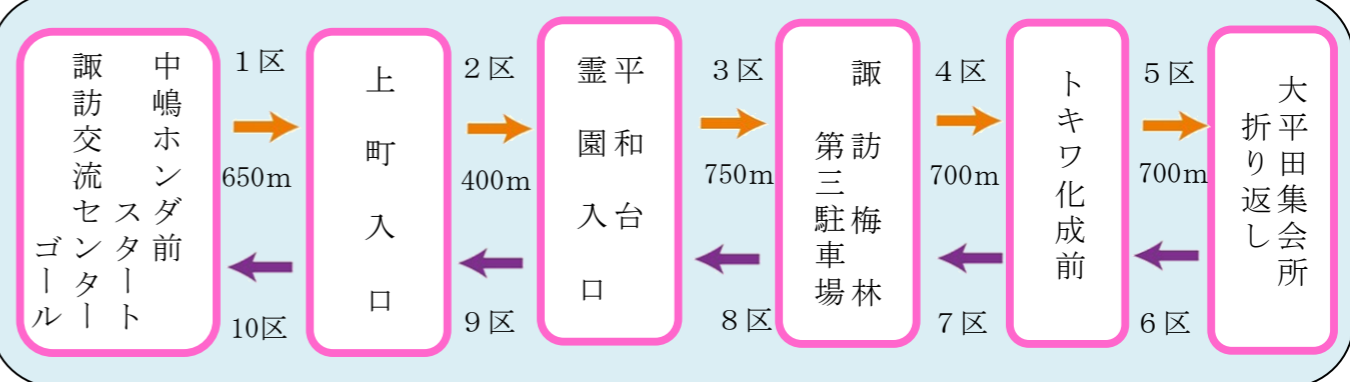 中嶋ホンダ前
スタート
諏訪交流センター
ゴール
1区
650m
10区
上町入口
2区
400m
9区
平和台
霊園入口
3区
750m
8区
諏訪梅林
第三駐車場
4区
700m
7区
トキワ化成前
5区
700m
6区
大平田集会所
折り返し